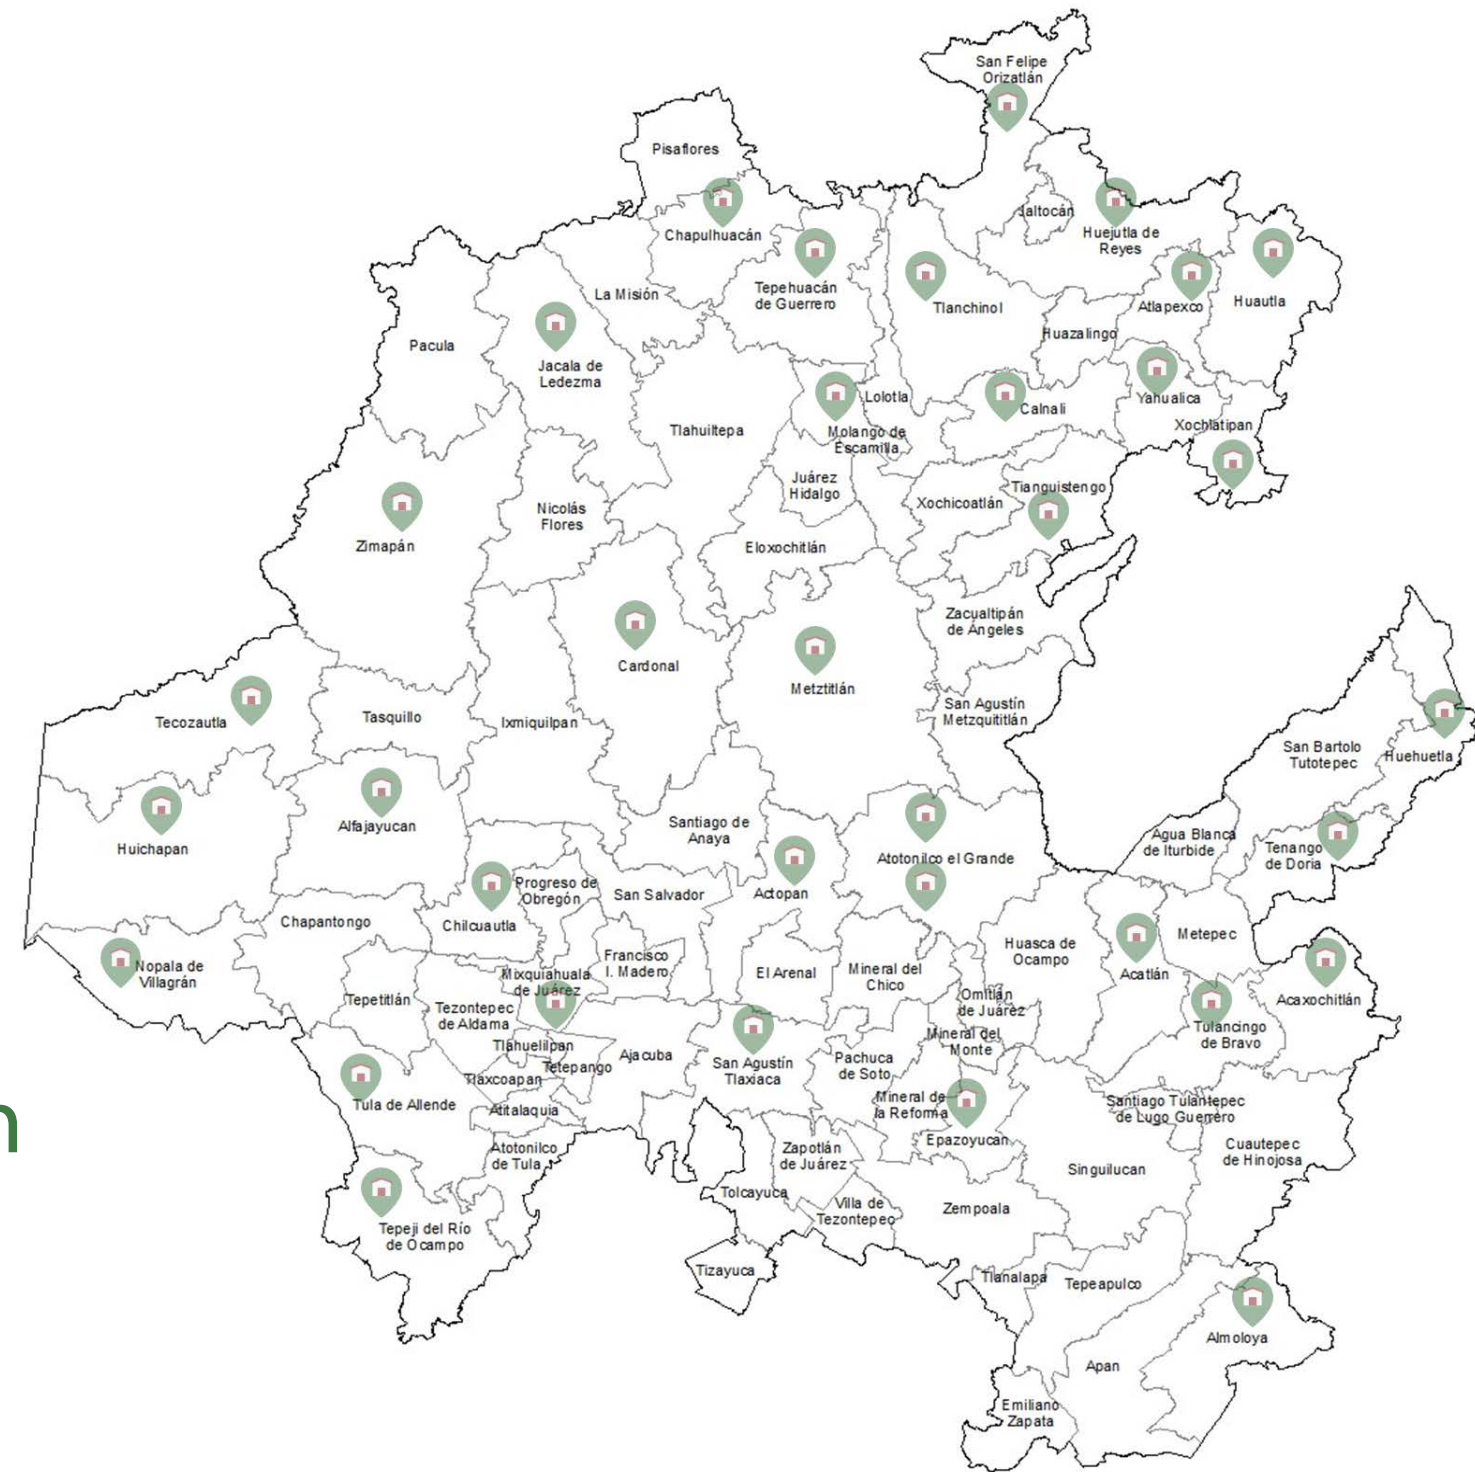 San Felipe
Orizatlán
Pisaflores
Jaltocán
Chapulhuacán
Huejutla de
Reyes
Tepehuacán
de Guerrero
La Misión
Tlanchinol
Atlapexco
Huautla
Huazalingo
Pacula
Jacala de
Ledezma
Lolotla
Calnali
Yahualica
Xochiatipan
Tlahuiltepa
Molango de
Escamilla
Juárez
Hidalgo
Xochicoatlán
Tianguistengo
Nicolás
Flores
Zimapán
Eloxochitlán
Zacualtipán
de Ángeles
Cardonal
Metztitlán
San Agustín
Metzquititlán
Tecozautla
Tasquillo
Ixmiquilpan
San Bartolo
Tutotepec
Huehuetla
Alfajayucan
Santiago de
Anaya
Huichapan
Atotonilco el Grande
Agua Blanca
de Iturbide
Tenango
de Doria
Progreso de
Obregón
San Salvador
Actopan
Chapantongo
Chilcuautla
Metepec
Huasca de
Ocampo
Acatlán
Nopala de
Villagrán
Francisco
I. Madero
El Arenal
Mineral del
Chico
Mixquiahuala
de Juárez
Tepetitlán
Tezontepec
de Aldama
Omitlán
de Juárez
Acaxochitlán
Tulancingo
de Bravo
Mineral del
Monte
Tlahuelilpan
Ajacuba
Tetepango
San Agustín
Tlaxiaca
Pachuca
de Soto
Tlaxcoapan
Tula de Allende
Atitalaquia
Mineral de
la Reforma
Santiago Tulantepec
de Lugo Guerrero
Epazoyucan
n
Atotonilco
de Tula
Zapotlán
de Juárez
Cuautepec
de Hinojosa
Singuilucan
Tolcayuca
Villa de
Tezontepec
Zempoala
Tepeji del Río
de Ocampo
Tizayuca
Tlanalapa
Tepeapulco
Almoloya
Apan
Emiliano
Zapata